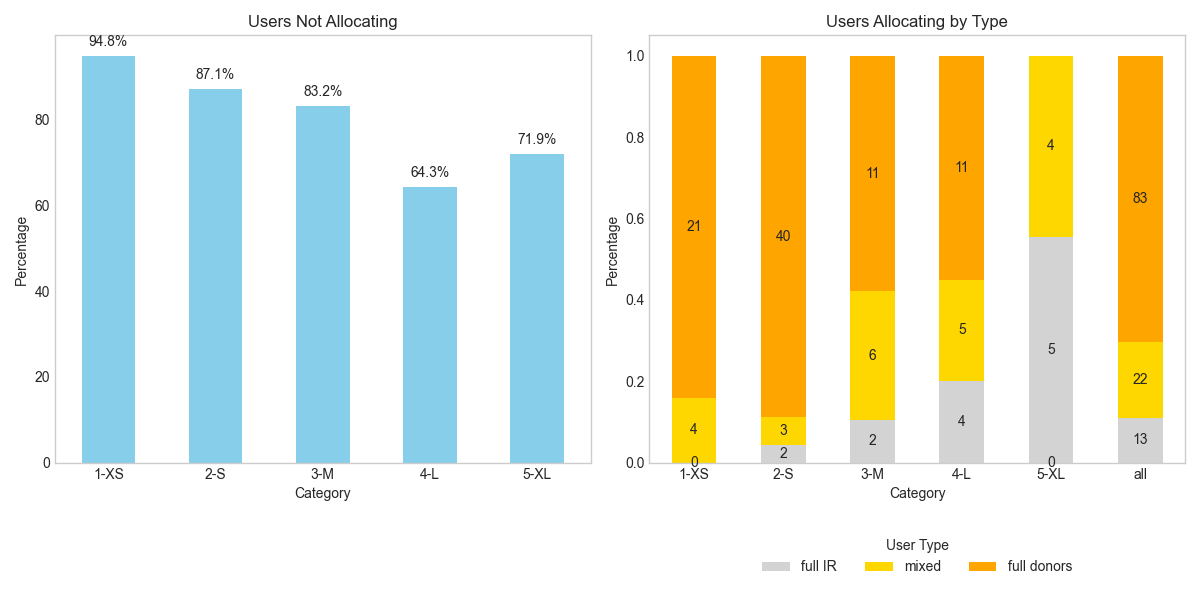 Users Not Allocating
94.8%
87.1%
83.2%
64.3%
71.9%
Percentage
80
60
40
20
0
1-XS 2-S 3-M 4-L 5-XL
Category
Users Allocating by Type
Percentage
1.0
0.8
0.6
0.4
0.2
0.0
21 40 11 11 4 83
4 3 6 5 5 22
0 2 2 4 0 13
1-XS 2-S 3-M 4-L 5-XL all
Category
User Type
full IR mixed full donors